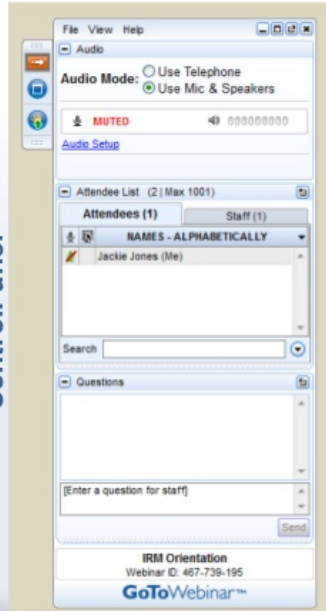 File View Help
Audio
Audio Mode:
Use Telephone
Use Mic & Speakers
MUTED
000000000
Audio Setup
Attendee List (2 | Max 1001)
Attendees (1)
Staff (1)
NAMES - ALPHABETICALLY
Jackie Jones (Me)
Search
Questions
[Enter a question for staff]
Send
IRM Orientation
Webinar ID: 467-739-195
GoToWebinar™